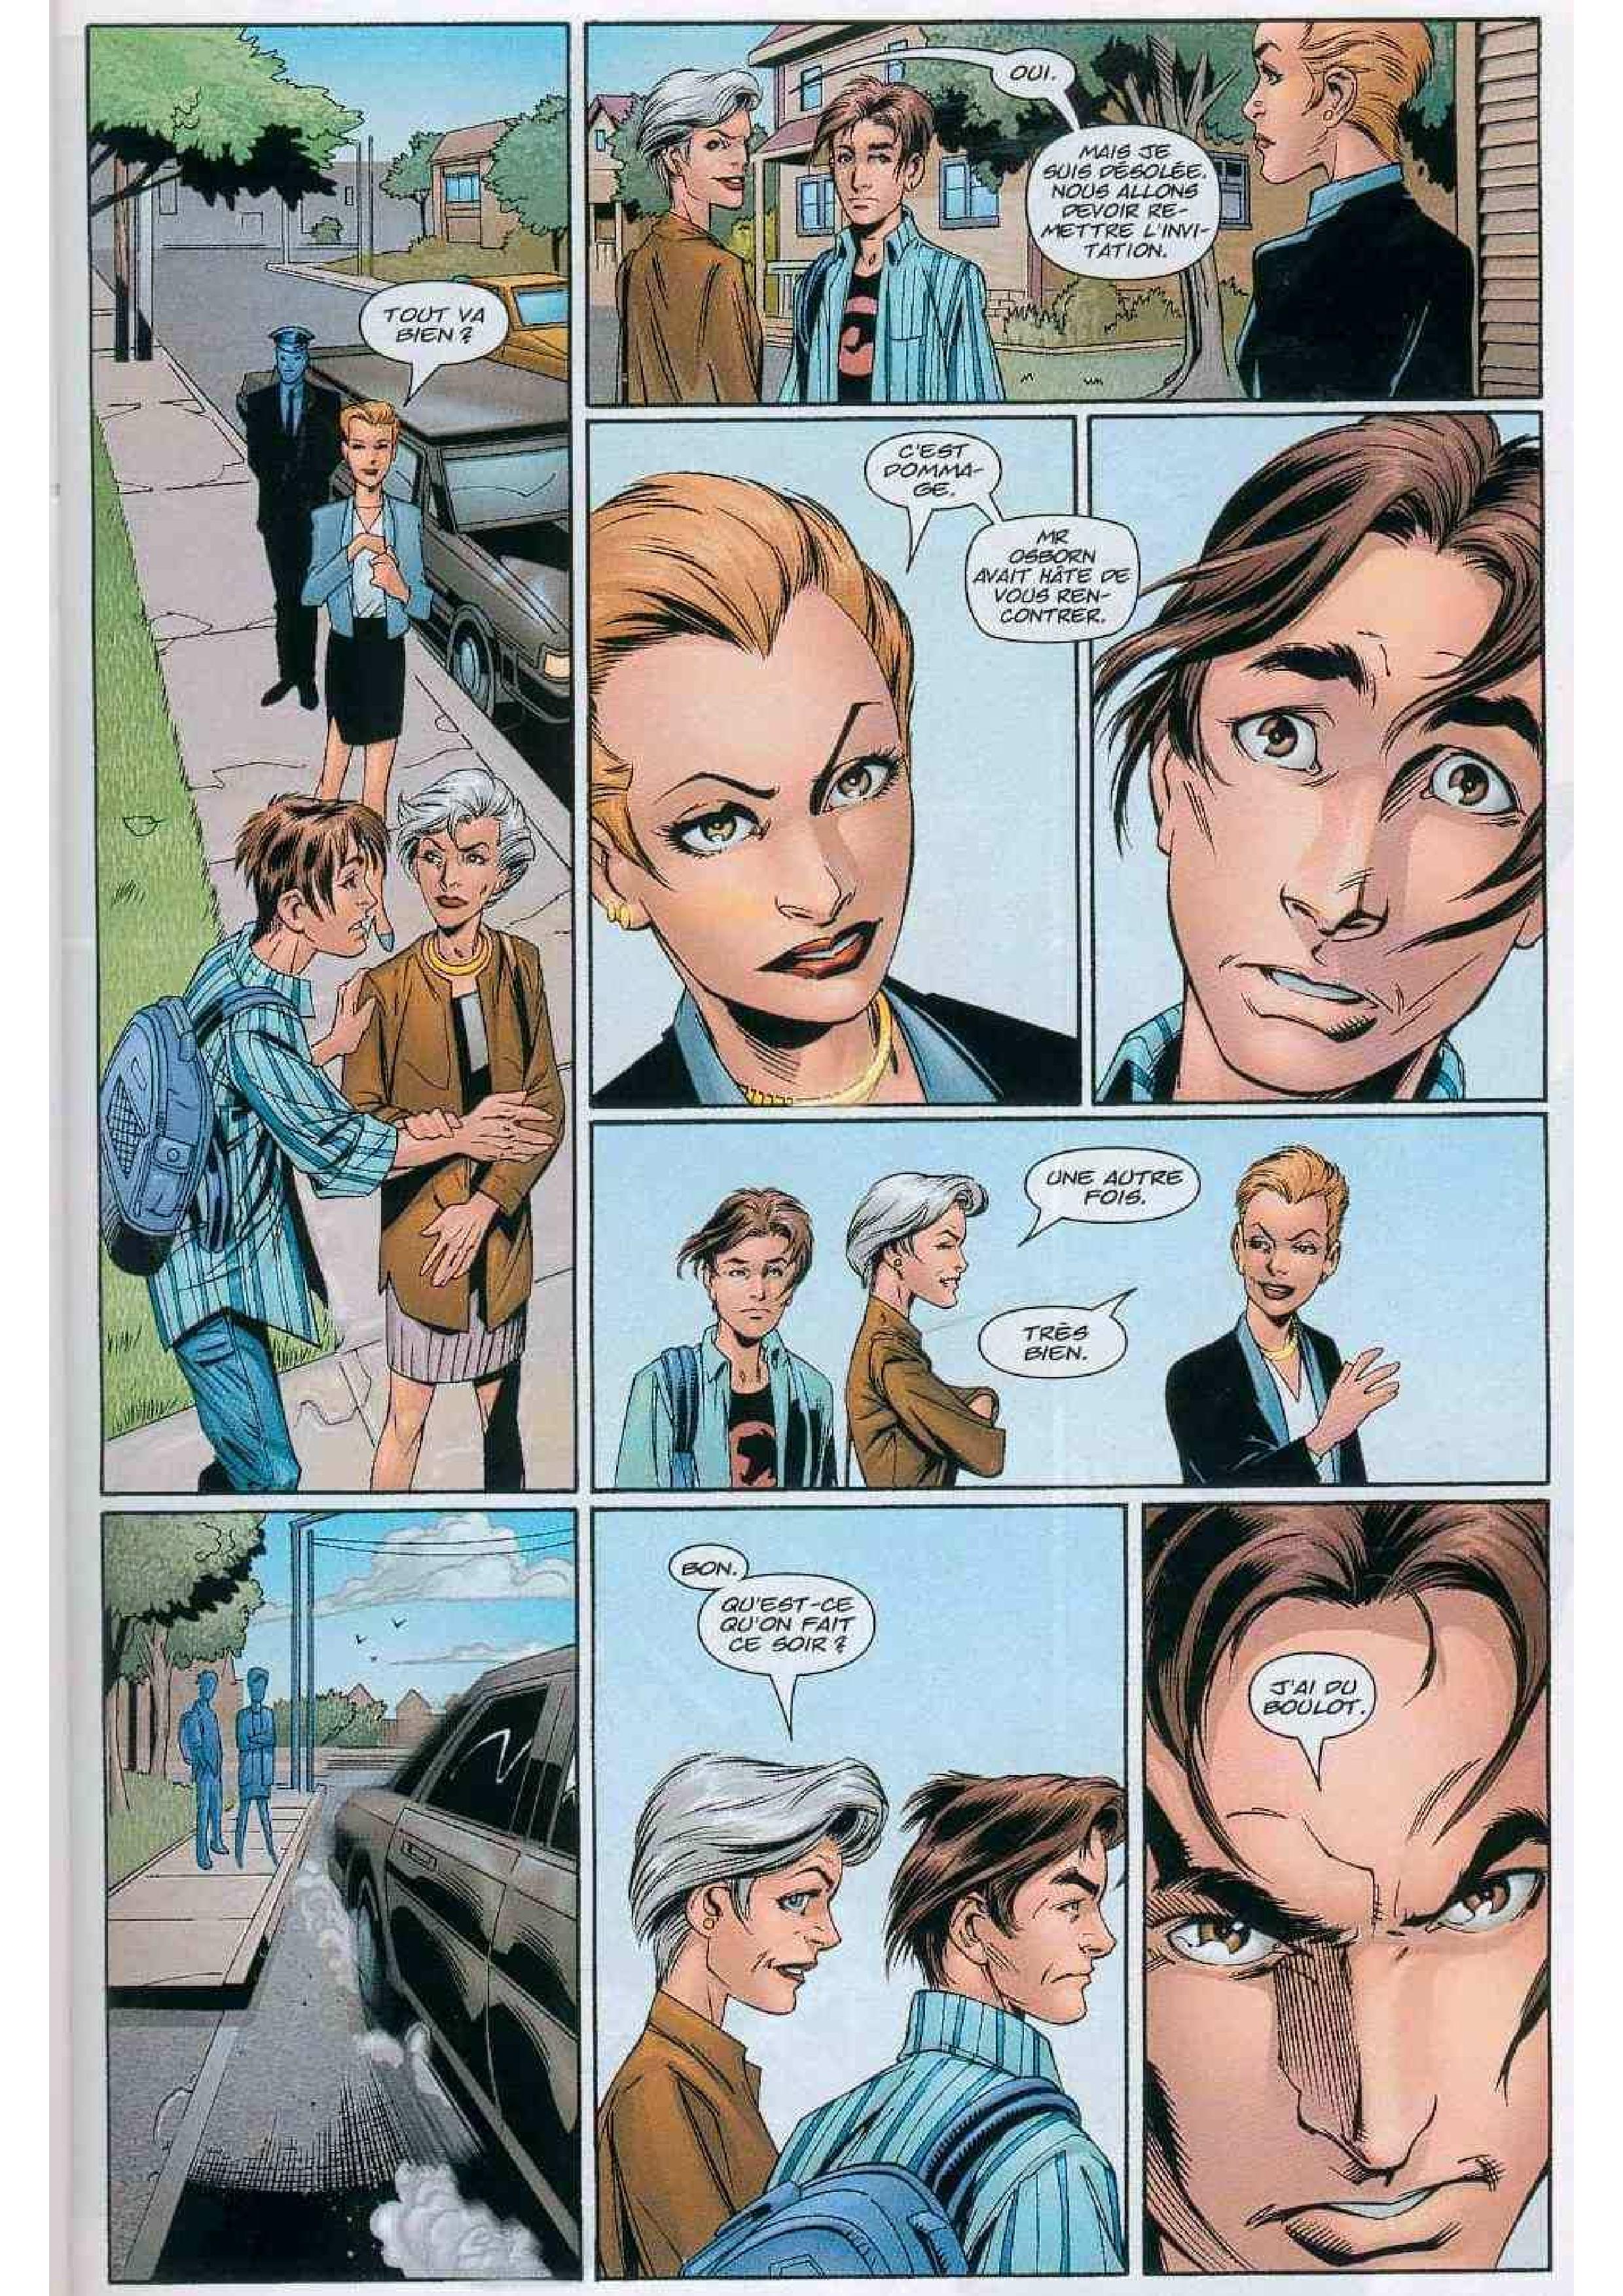 TOUT VA
BIEN ?
OUI.
MAIS JE
SUIS DÉSOLÉE.
NOUS ALLONS
DEVOIR RE-
METTRE L'INVI-
TATION.
C'EST
DOMMA-
GE.
MR
OSBORN
AVAIT HÂTE DE
VOUS REN-
CONTRER.
UNE AUTRE
FOIS.
TRÈS
BIEN.
BON.
QU'EST-CE
QU'ON FAIT
CE SOIR ?
J'AI DU
BOULOT.